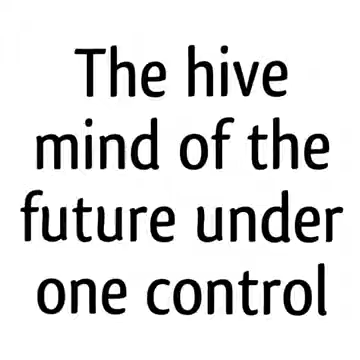 The hive
mind of the
future under
one control